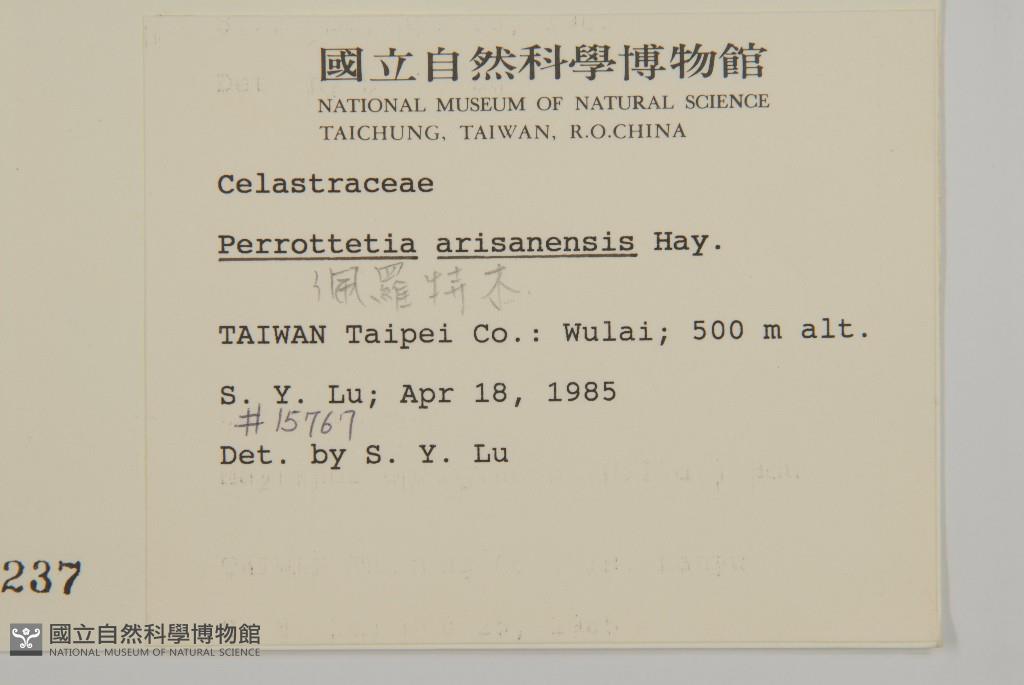 國立自然科學博物館
NATIONAL MUSEUM OF NATURAL SCIENCE
TAICHUNG, TAIWAN, R.O.CHINA
Celastraceae
Perrottetia arisanensis Hay.
佩羅特木
TAIWAN Taipei Co.: Wulai; 500 m alt.
S. Y. Lu; Apr 18, 1985
#15767
Det. by S. Y. Lu
237
國立自然科學博物館
NATIONAL MUSEUM OF NATURAL SCIENCE